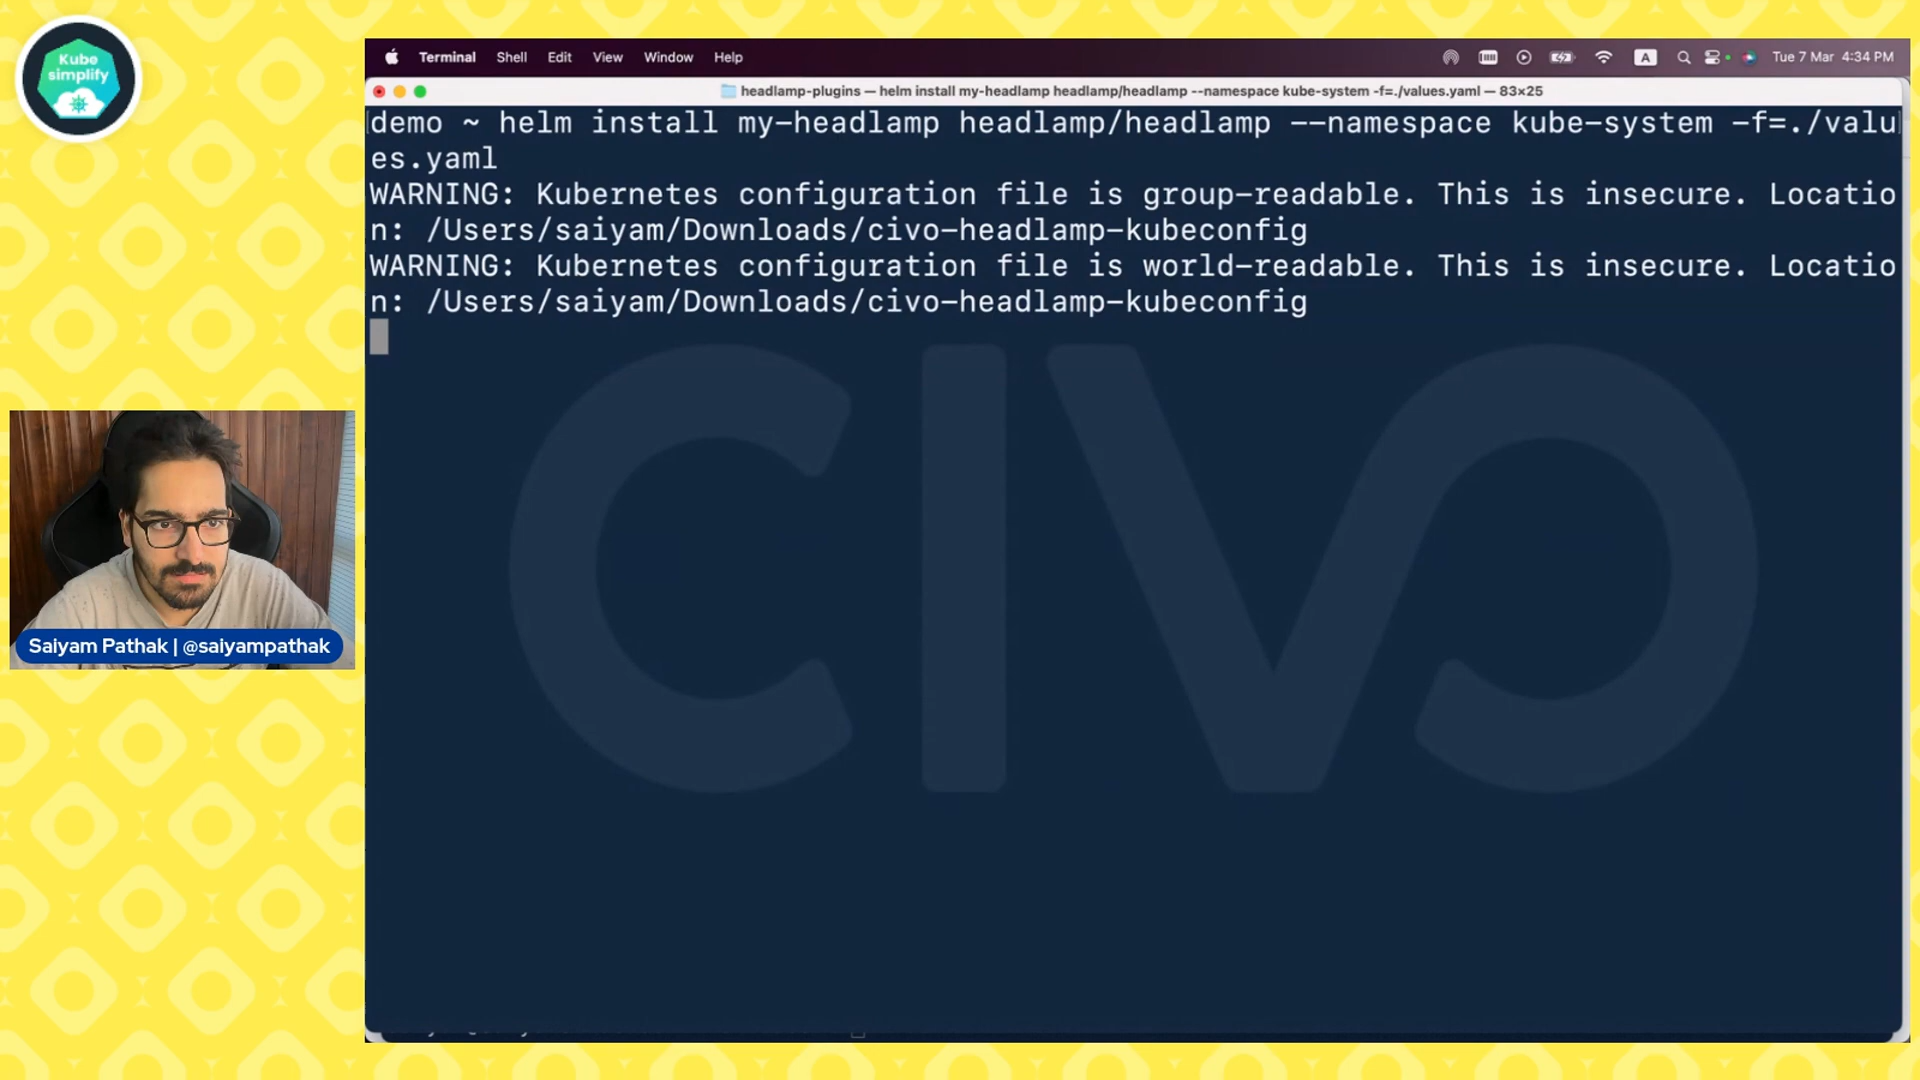 Kube
simplify
Terminal Shell Edit View Window Help
A
Tue 7 Mar 4:34 PM
headlamp-plugins — helm install my-headlamp headlamp/headlamp --namespace kube-system -f=./values.yaml — 83×25
demo ~ helm install my-headlamp headlamp/headlamp --namespace kube-system -f=./valu
es.yaml
WARNING: Kubernetes configuration file is group-readable. This is insecure. Locatio
n: /Users/saiyam/Downloads/civo-headlamp-kubeconfig
WARNING: Kubernetes configuration file is world-readable. This is insecure. Locatio
n: /Users/saiyam/Downloads/civo-headlamp-kubeconfig
CIVO
Saiyam Pathak | @saiyampathak